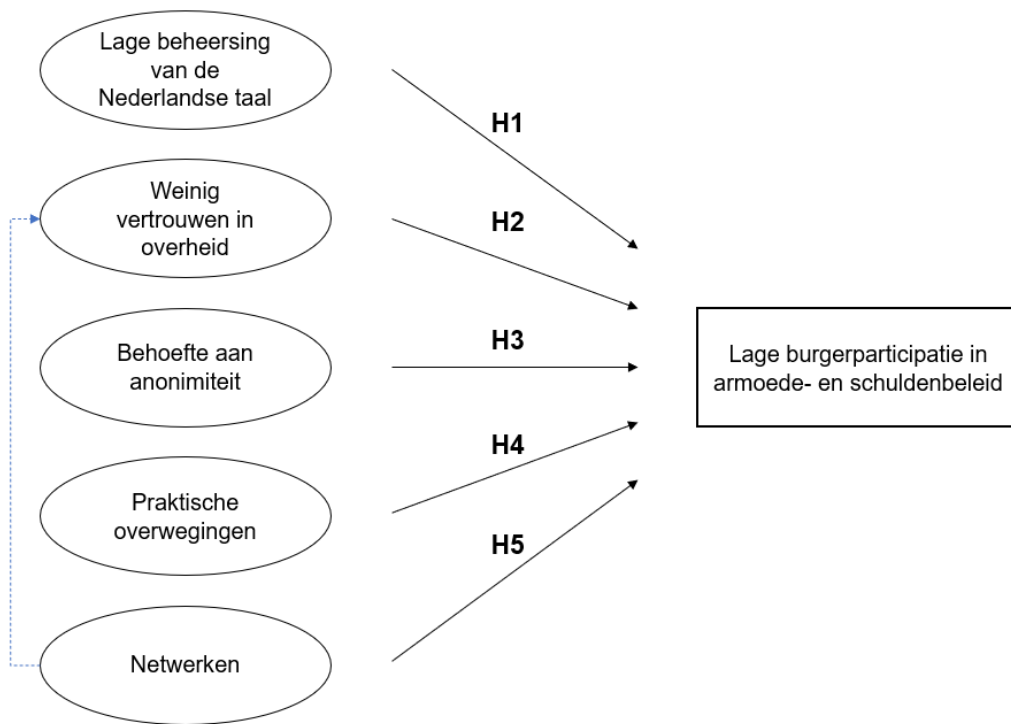 Lage beheersing
van de
Nederlandse taal
H1
Weinig
vertrouwen in
overheid
H2
Behoefte aan
anonimiteit
H3
Praktische
overwegingen
H4
Netwerken
H5
Lage burgerparticipatie in
armoede- en schuldenbeleid